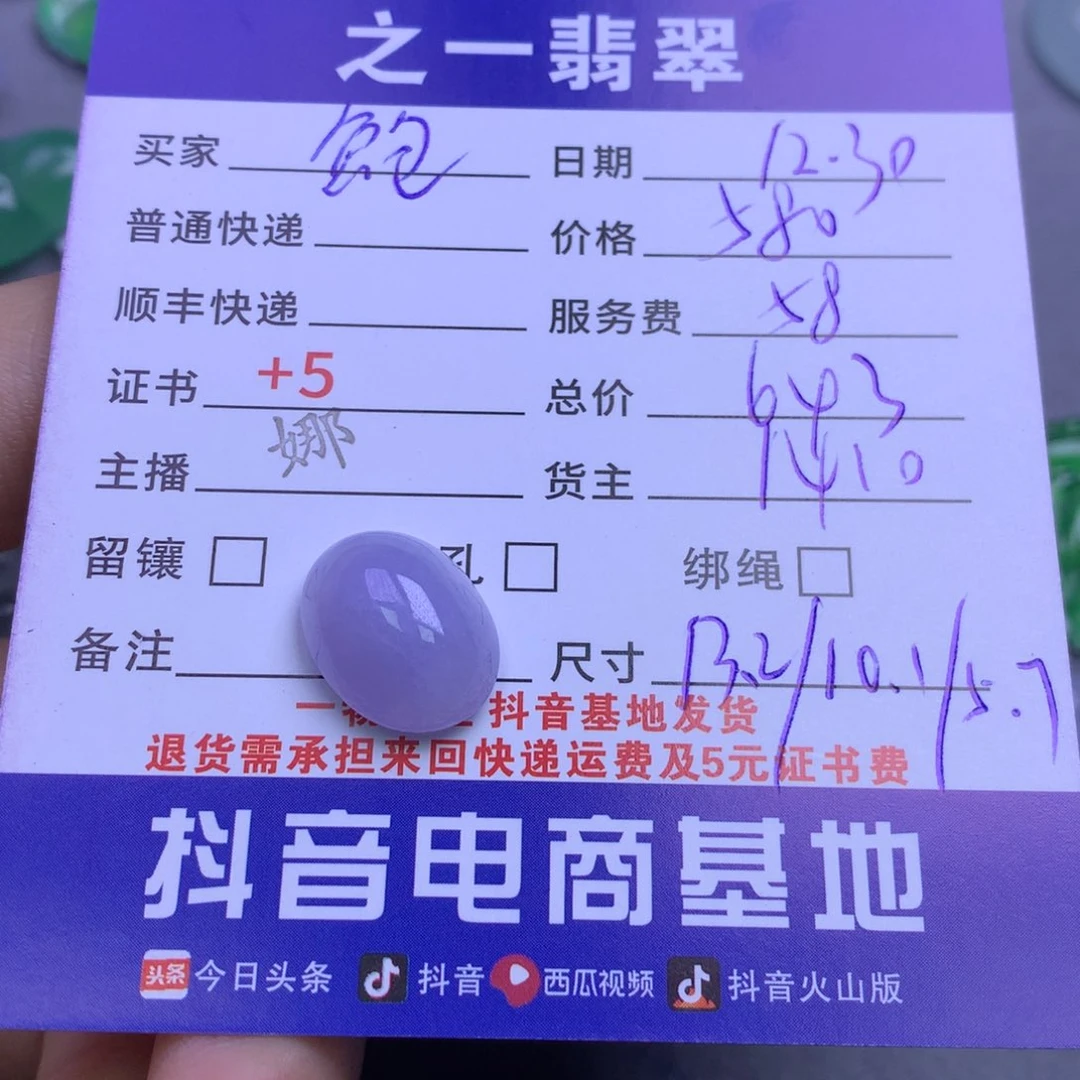 之一翡翠
买家 鲍 日期 12.30
普通快递 价格 580
顺丰快递 服务费 58
证书 +5 总价 643
主播 娜 货主 1410
留镶 孔 绑绳
备注 尺寸 13.2/10.1/5.7
一物 抖音基地发货
退货需承担来回快递运费及5元证书费
抖音电商基地
头条 今日头条 抖音 西瓜视频 抖音火山版